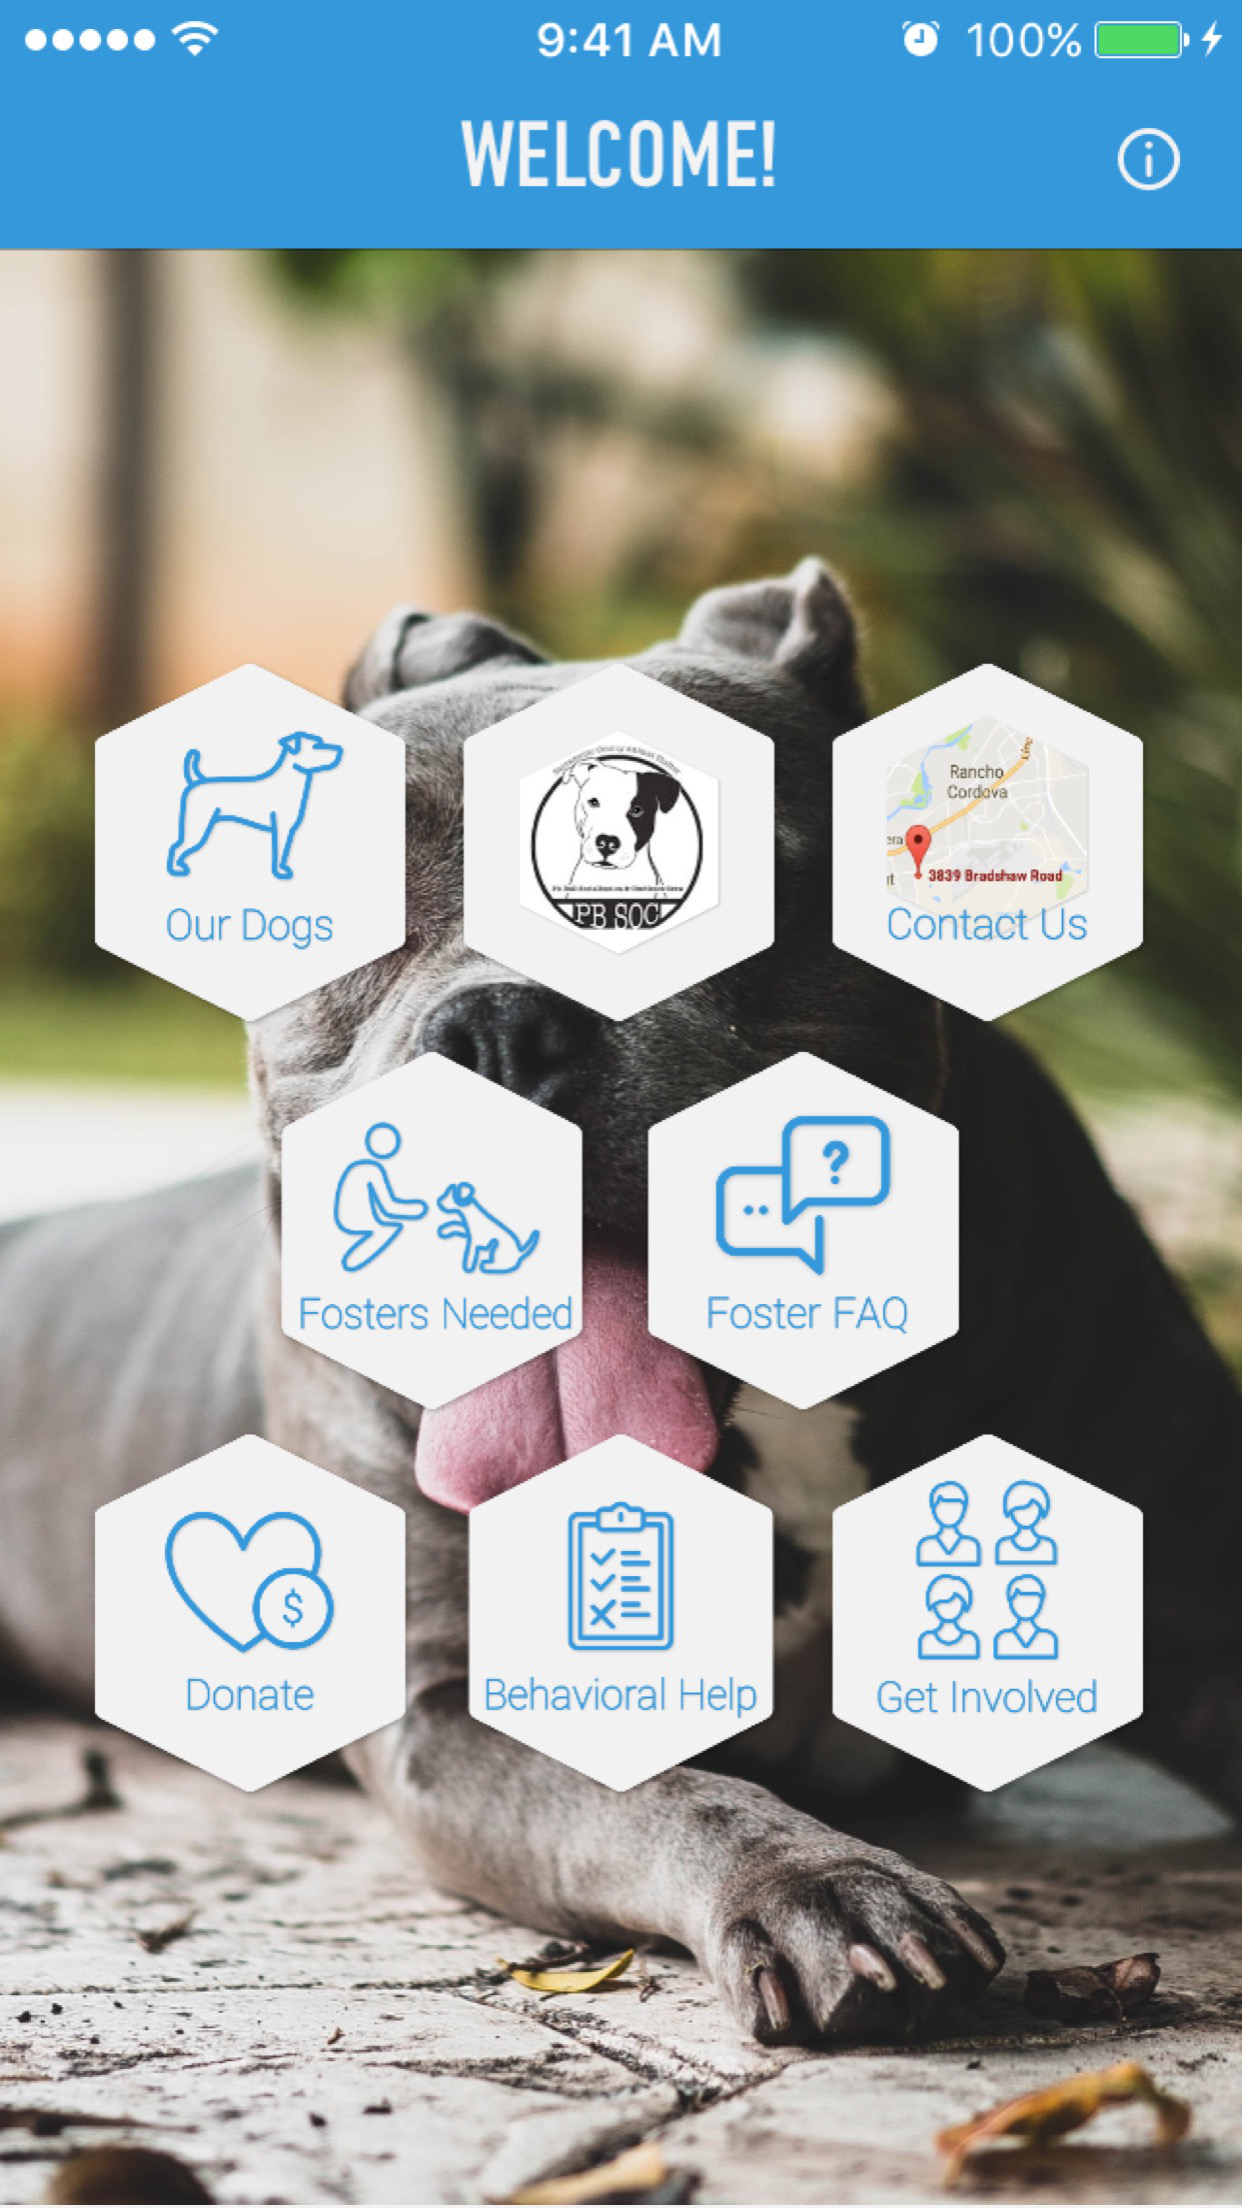 9:41 AM
100%
WELCOME!
Rancho
Cordova
3839 Bradshaw Road
PB SOC
Our Dogs
Contact Us
?
Fosters Needed
Foster FAQ
$
Donate
Behavioral Help
Get Involved